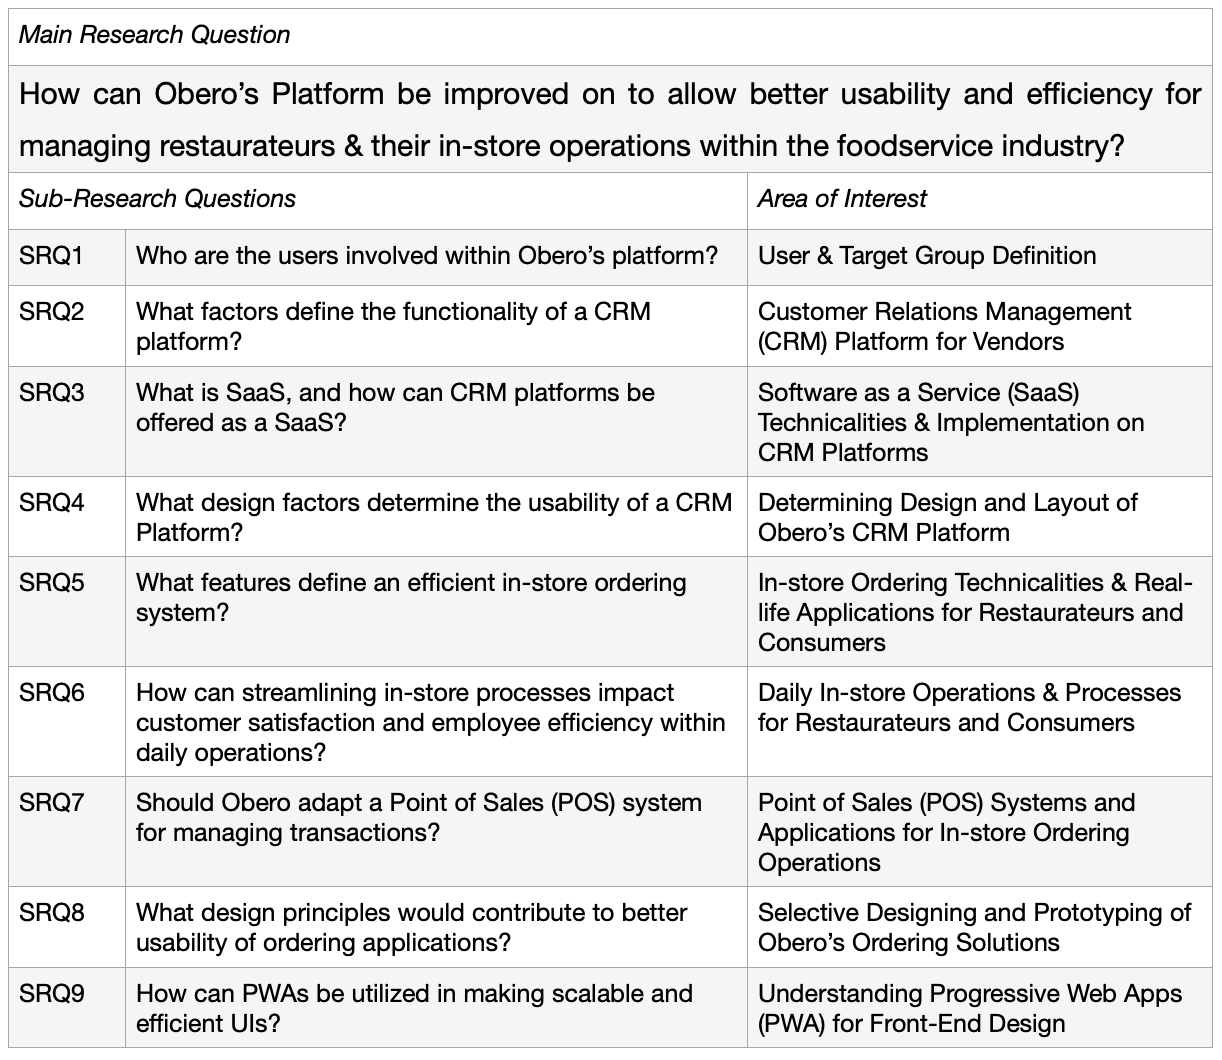 Main Research Question
How can Obero’s Platform be improved on to allow better usability and efficiency for
managing restaurateurs & their in-store operations within the foodservice industry?
Sub-Research Questions
Area of Interest
SRQ1
Who are the users involved within Obero’s platform?
User & Target Group Definition
SRQ2
What factors define the functionality of a CRM
platform?
Customer Relations Management
(CRM) Platform for Vendors
SRQ3
What is SaaS, and how can CRM platforms be
offered as a SaaS?
Software as a Service (SaaS)
Technicalities & Implementation on
CRM Platforms
SRQ4
What design factors determine the usability of a CRM
Platform?
Determining Design and Layout of
Obero’s CRM Platform
SRQ5
What features define an efficient in-store ordering
system?
In-store Ordering Technicalities & Real-
life Applications for Restaurateurs and
Consumers
SRQ6
How can streamlining in-store processes impact
customer satisfaction and employee efficiency within
daily operations?
Daily In-store Operations & Processes
for Restaurateurs and Consumers
SRQ7
Should Obero adapt a Point of Sales (POS) system
for managing transactions?
Point of Sales (POS) Systems and
Applications for In-store Ordering
Operations
SRQ8
What design principles would contribute to better
usability of ordering applications?
Selective Designing and Prototyping of
Obero’s Ordering Solutions
SRQ9
How can PWAs be utilized in making scalable and
efficient UIs?
Understanding Progressive Web Apps
(PWA) for Front-End Design